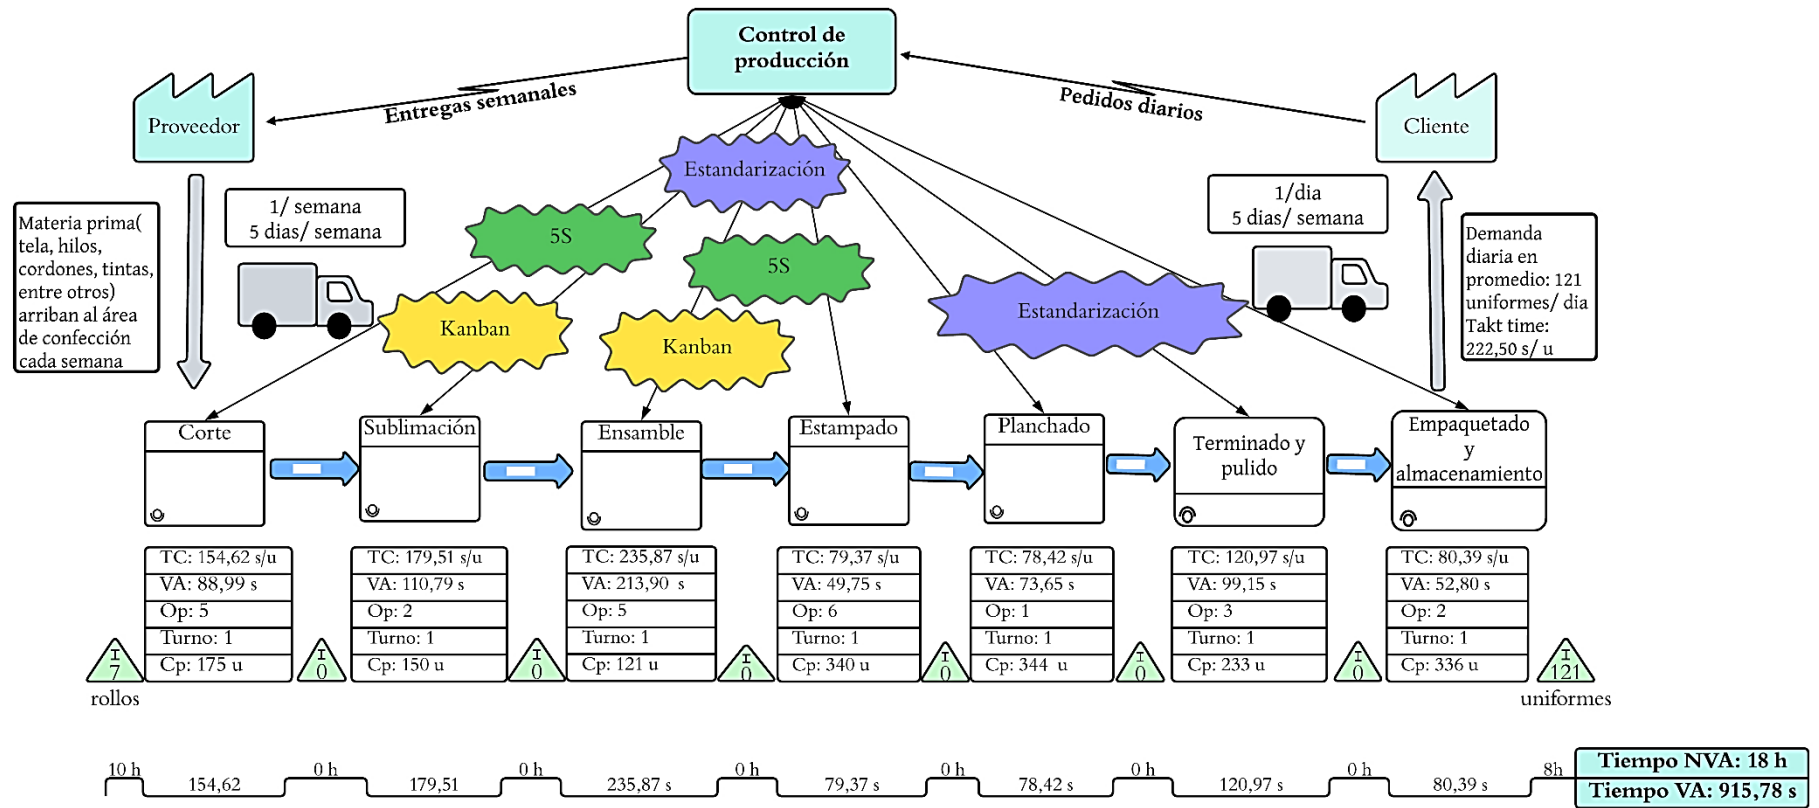 Control de
producción
Entregas semanales
Pedidos diarios
Proveedor
Cliente
Materia prima(
tela, hilos,
cordones, tintas,
entre otros)
arriban al área
de confección
cada semana
1/ semana
5 dias/ semana
1/dia
5 dias/ semana
Demanda
diaria en
promedio: 121
uniformes/ día
Takt time:
222,50 s/ u
Estandarización
5S
5S
Kanban
Kanban
Estandarización
Corte
Sublimación
Ensamble
Estampado
Planchado
Terminado y
pulido
Empaquetado
y
almacenamiento
TC: 154,62 s/u
VA: 88,99 s
Op: 5
Turno: 1
Cp: 175 u
TC: 179,51 s/u
VA: 110,79 s
Op: 2
Turno: 1
Cp: 150 u
TC: 235,87 s/u
VA: 213,90 s
Op: 5
Turno: 1
Cp: 121 u
TC: 79,37 s/u
VA: 49,75 s
Op: 6
Turno: 1
Cp: 340 u
TC: 78,42 s/u
VA: 73,65 s
Op: 1
Turno: 1
Cp: 344 u
TC: 120,97 s/u
VA: 99,15 s
Op: 3
Turno: 1
Cp: 233 u
TC: 80,39 s/u
VA: 52,80 s
Op: 2
Turno: 1
Cp: 336 u
I
7
rollos
I
0
I
0
I
0
I
0
I
0
I
0
I
121
uniformes
10 h
154,62
0 h
179,51
0 h
235,87 s
0 h
79,37 s
0 h
78,42 s
0 h
120,97 s
0 h
80,39 s
8h
Tiempo NVA: 18 h
Tiempo VA: 915,78 s